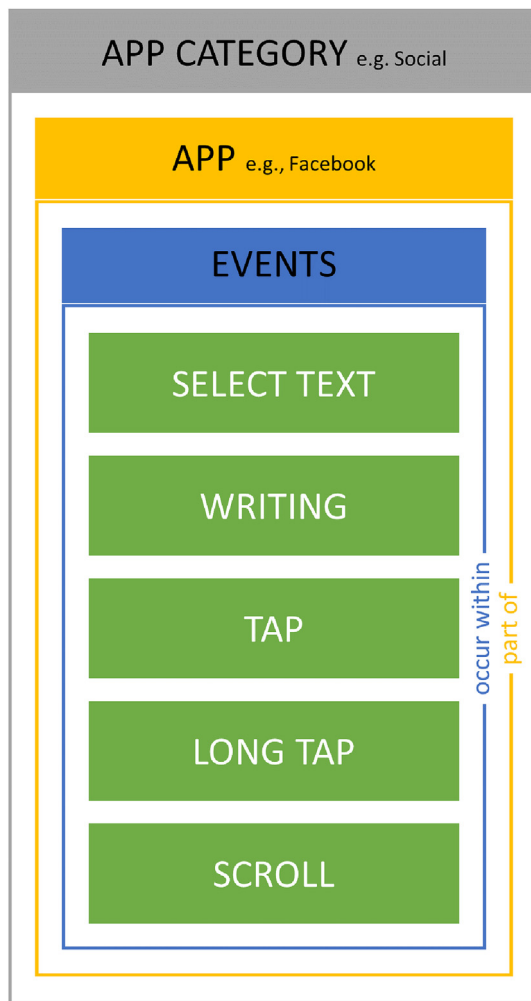 APP CATEGORY e.g. Social
APP e.g., Facebook
EVENTS
SELECT TEXT
WRITING
TAP
LONG TAP
SCROLL
occur within
part of